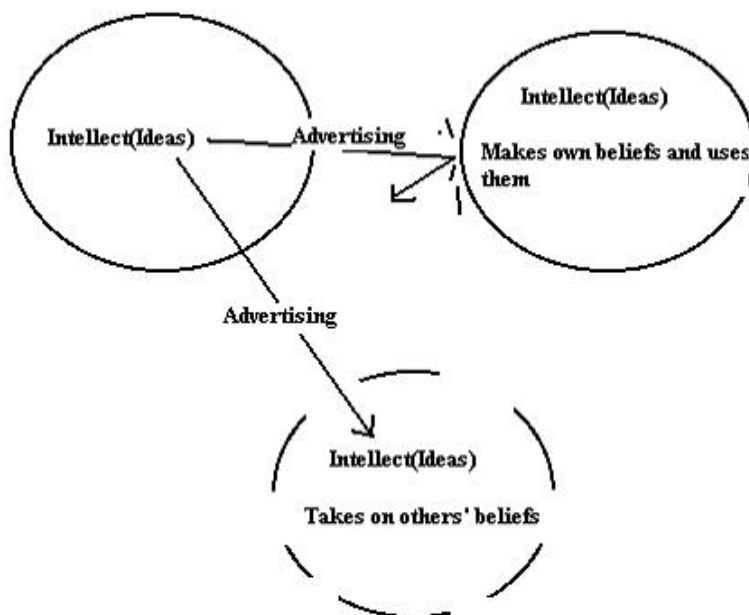 Intellect(Ideas)
Advertising
Intellect(Ideas)
Makes own beliefs and uses
them
Advertising
Intellect(Ideas)
Takes on others' beliefs